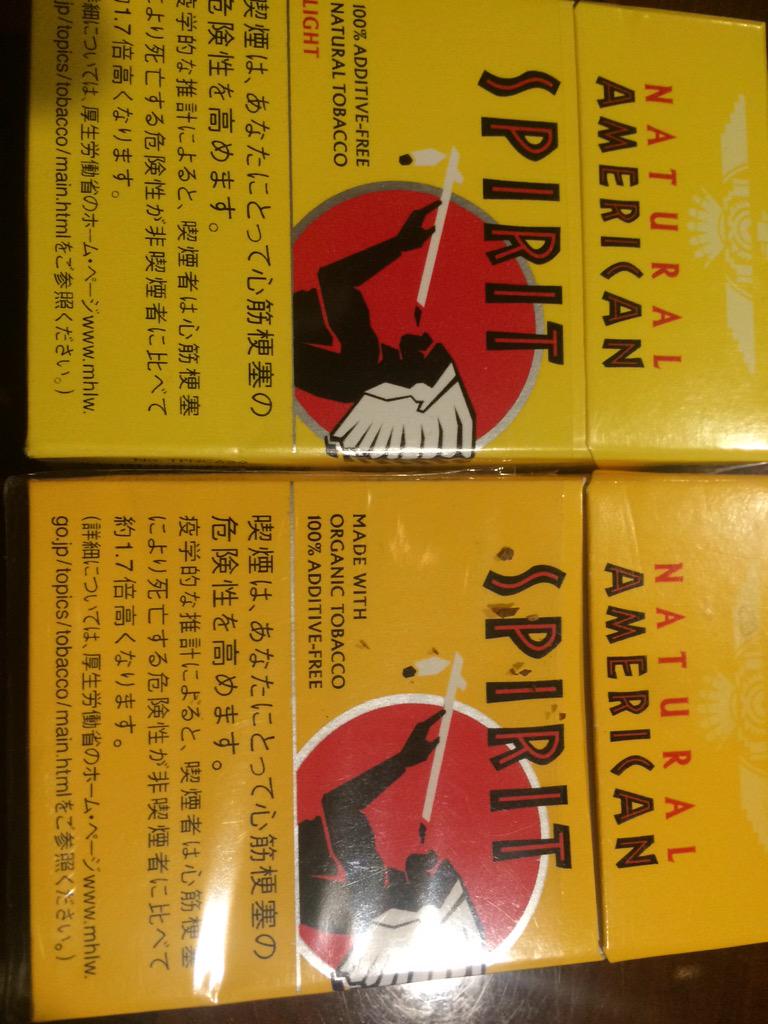 NATURAL
AMERICAN
SPIRIT
100% ADDITIVE-FREE
NATURAL TOBACCO
LIGHT
喫煙は、あなたにとって心筋梗塞の
危険性を高めます。
疫学的な推計によると、喫煙者は心筋梗塞
により死亡する危険性が非喫煙者に比べて
約1.7倍高くなります。
詳細については、厚生労働省のホーム・ページwww.mhlw.
jp/topics/tobacco/main.htmlをご参照ください。)
NATURAL
AMERICAN
SPIRIT
MADE WITH
ORGANIC TOBACCO
100% ADDITIVE-FREE
喫煙は、あなたにとって心筋梗塞の
危険性を高めます。
疫学的な推計によると、喫煙者は心筋梗塞
により死亡する危険性が非喫煙者に比べて
約1.7倍高くなります。
(詳細については、厚生労働省のホーム・ページwww.mhlw.
go.jp/topics/tobacco/main.htmlをご参照ください。)